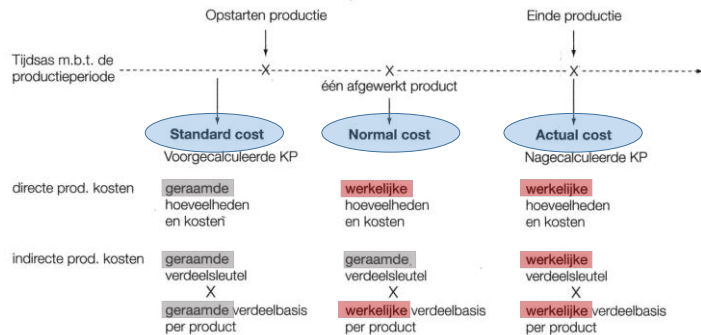 Opstarten productie Einde productie
Tijdsas m.b.t. de
productieperiode
X X X
één afgewerkt product
Standard cost Normal cost Actual cost
Voorgecalculeerde KP Nagecalculeerde KP
directe prod. kosten geraamde werkelijke werkelijke
hoeveelheden hoeveelheden hoeveelheden
en kosten en kosten en kosten
indirecte prod. kosten geraamde geraamde werkelijke
verdeelsleutel verdeelsleutel verdeelsleutel
X X X
geraamde verdeelbasis werkelijke verdeelbasis werkelijke verdeelbasis
per product per product per product